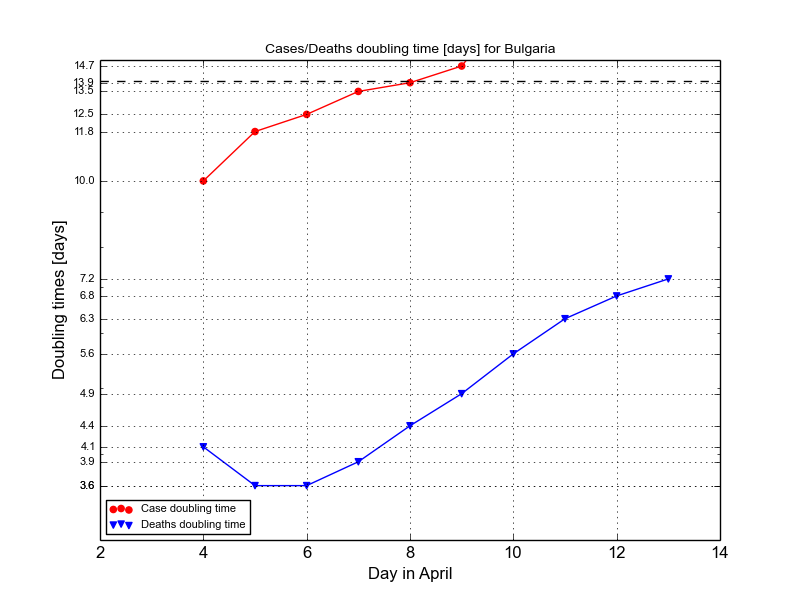 Cases/Deaths doubling time [days] for Bulgaria
14.7
13.9
13.5
12.5
11.8
10.0
7.2
6.8
6.3
5.6
4.9
4.4
4.1
3.9
3.6
Doubling times [days]
Case doubling time
Deaths doubling time
2 4 6 8 10 12 14
Day in April